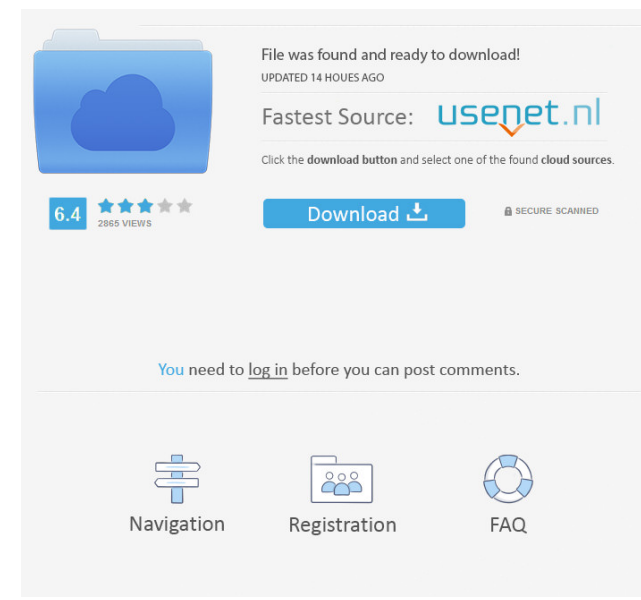 File was found and ready to download!
UPDATED 14 HOUES AGO
Fastest Source: usenet.nl
Click the download button and select one of the found cloud sources.
6.4
2865 VIEWS
Download
SECURE SCANNED
You need to log in before you can post comments.
Navigation
Registration
FAQ